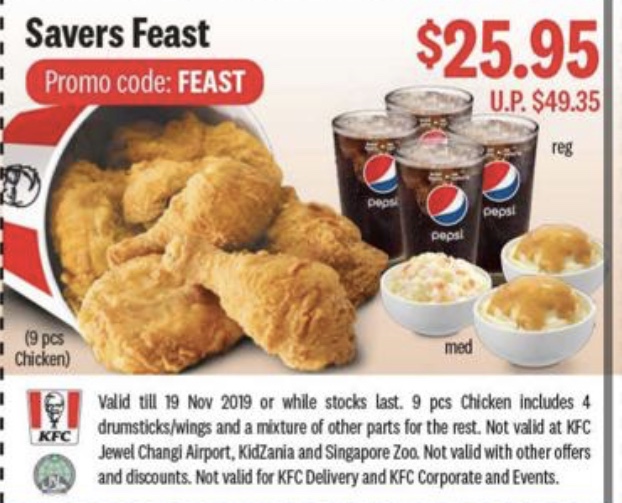 Savers Feast
Promo code: FEAST
$25.95
U.P. $49.35
reg
pepsi
pepsi
pepsi
(9 pcs
Chicken)
med
KFC
Valid till 19 Nov 2019 or while stocks last. 9 pcs Chicken includes 4
drumsticks/wings and a mixture of other parts for the rest. Not valid at KFC
Jewel Changi Airport, KidZania and Singapore Zoo. Not valid with other offers
and discounts. Not valid for KFC Delivery and KFC Corporate and Events.